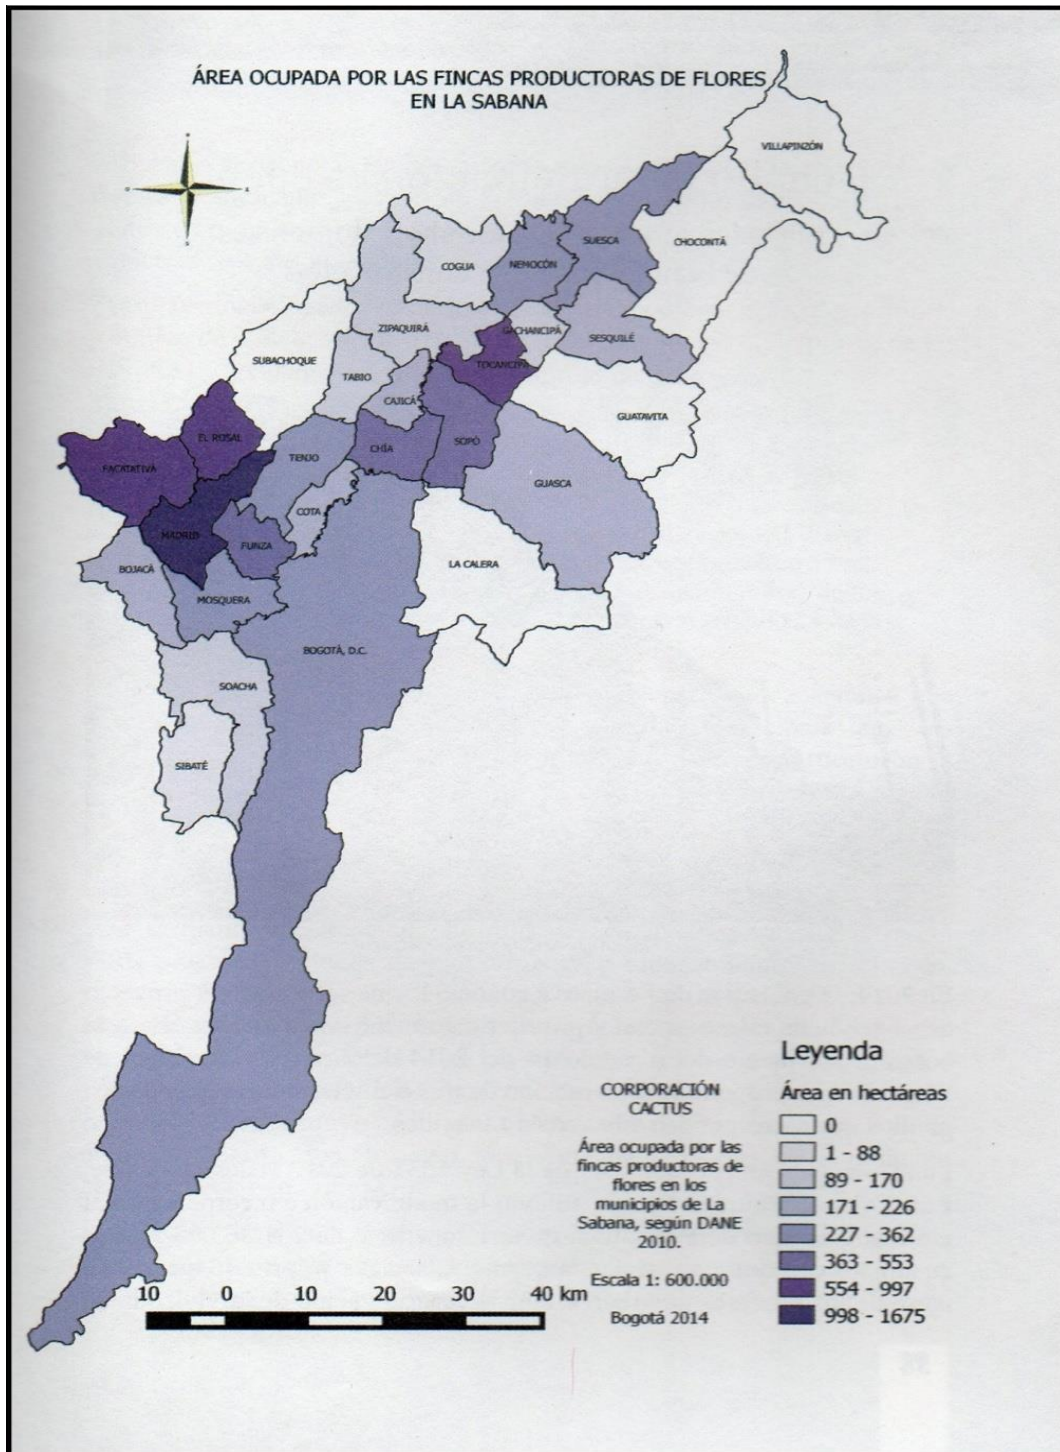 ÁREA OCUPADA POR LAS FINCAS PRODUCTORAS DE FLORES
EN LA SABANA
VILLAPINZÓN
SUESCA
CHOCONTÁ
COGUA
NEMOCÓN
ZIPAQUIRÁ
SESQUILÉ
SUBACHOQUE
TABIO
TOCANCIPÁ
CAJICÁ
GUATAVITA
EL ROSAL
CHÍA
SOPÓ
TENJO
FACATATIVÁ
GUASCA
COTA
MADRID
FUNZA
LA CALERA
BOJACÁ
MOSQUERA
BOGOTÁ, D.C.
SOACHA
SIBATÉ
Leyenda
Área en hectáreas
0
1 - 88
89 - 170
171 - 226
227 - 362
363 - 553
554 - 997
998 - 1675
CORPORACIÓN
CACTUS
Área ocupada por las
fincas productoras de
flores en los
municipios de La
Sabana, según DANE
2010.
Escala 1: 600.000
Bogotá 2014
10 0 10 20 30 40 km